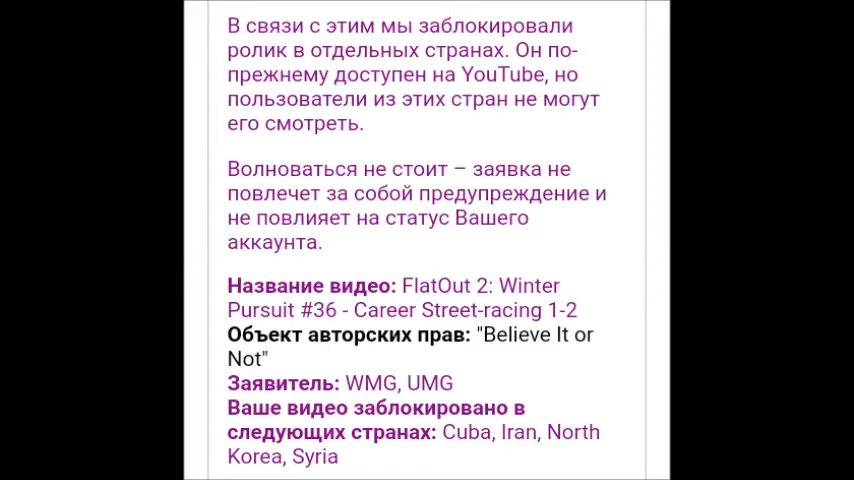 В связи с этим мы заблокировали
ролик в отдельных странах. Он по-
прежнему доступен на YouTube, но
пользователи из этих стран не могут
его смотреть.
Волноваться не стоит – заявка не
повлечет за собой предупреждение и
не повлияет на статус Вашего
аккаунта.
Название видео: FlatOut 2: Winter
Pursuit #36 - Career Street-racing 1-2
Объект авторских прав: "Believe It or
Not"
Заявитель: WMG, UMG
Ваше видео заблокировано в
следующих странах: Cuba, Iran, North
Korea, Syria